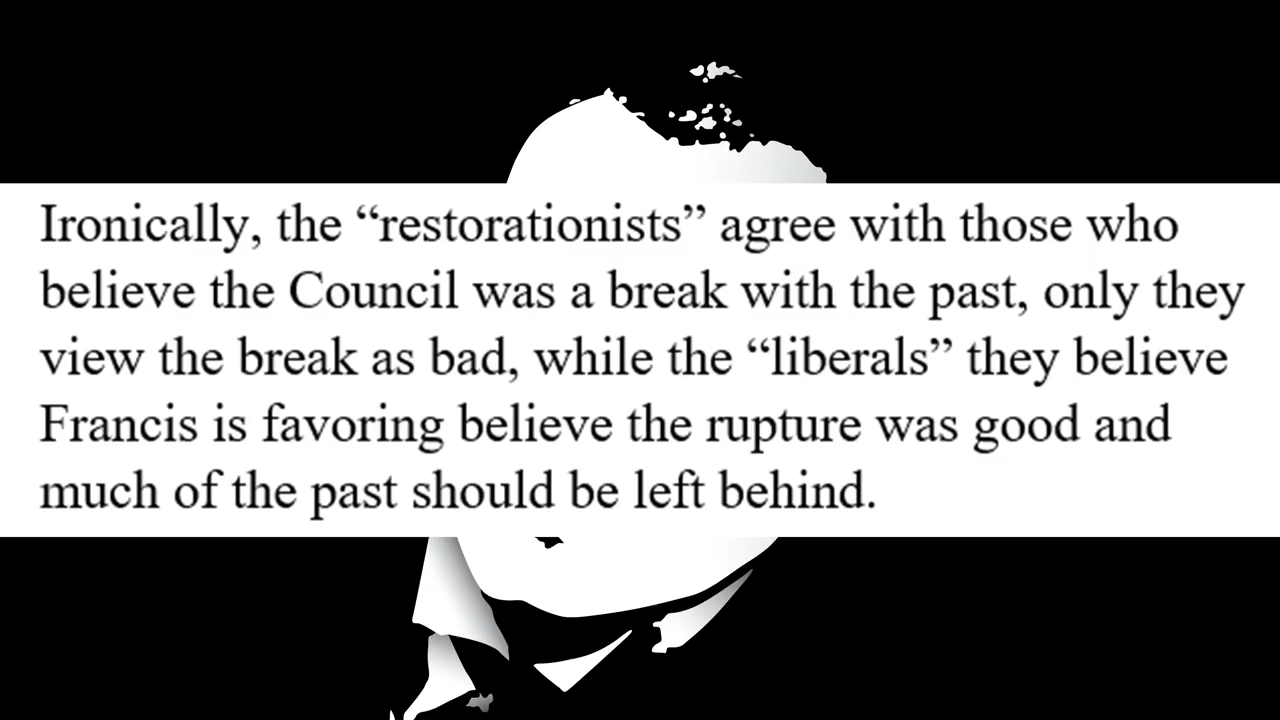 Ironically, the “restorationists” agree with those who
believe the Council was a break with the past, only they
view the break as bad, while the “liberals” they believe
Francis is favoring believe the rupture was good and
much of the past should be left behind.